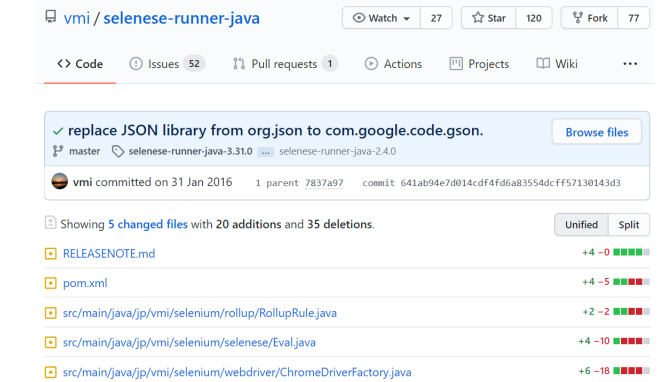 vmi / selenese-runner-java Watch 27 Star 120 Fork 77
Code Issues 52 Pull requests 1 Actions Projects Wiki ...
replace JSON library from org.json to com.google.code.gson. Browse files
master selenese-runner-java-3.31.0 ... selenese-runner-java-2.4.0
vmi committed on 31 Jan 2016 1 parent 7837a97 commit 641ab94e7d014cdf4fd6a83554dcff57130143d3
Showing 5 changed files with 20 additions and 35 deletions. Unified Split
RELEASENOTE.md +4 −0
pom.xml +4 −5
src/main/java/jp/vmi/selenium/rollup/RollupRule.java +2 −2
src/main/java/jp/vmi/selenium/selenese/Eval.java +4 −10
src/main/java/jp/vmi/selenium/webdriver/ChromeDriverFactory.java +6 −18